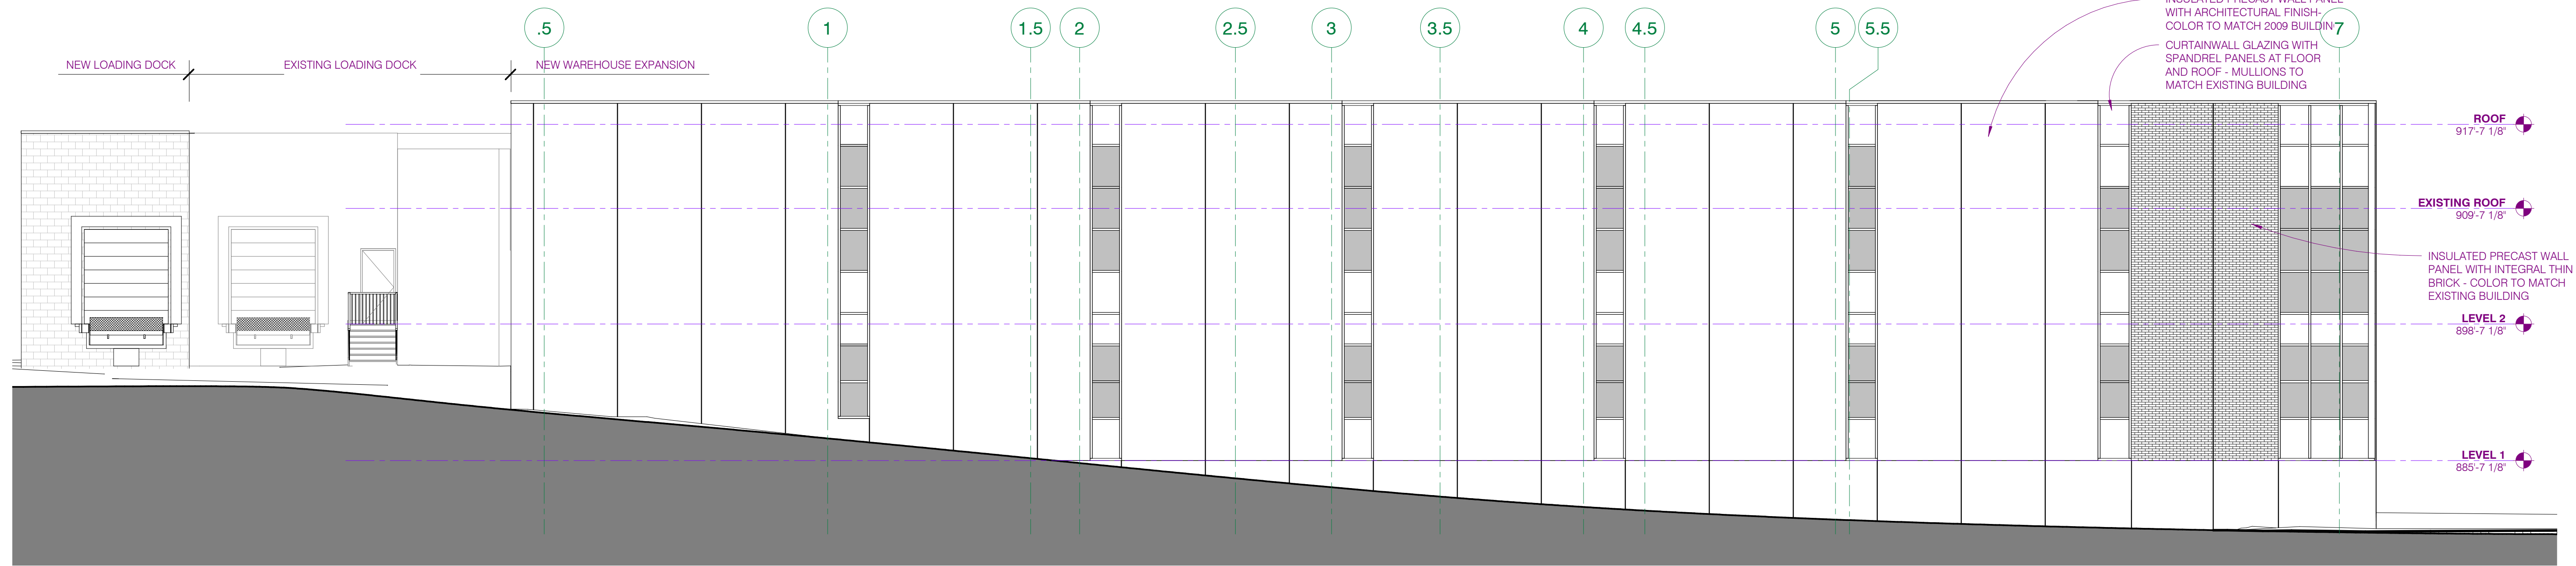 .5
1
1.5
2
2.5
3
3.5
4
4.5
5
5.5
7
INSULATED PRECAST WALL PANEL
WITH ARCHITECTURAL FINISH-
COLOR TO MATCH 2009 BUILDIN
CURTAINWALL GLAZING WITH
SPANDREL PANELS AT FLOOR
AND ROOF - MULLIONS TO
MATCH EXISTING BUILDING
NEW LOADING DOCK
EXISTING LOADING DOCK
NEW WAREHOUSE EXPANSION
ROOF
917'-7 1/8"
EXISTING ROOF
909'-7 1/8"
INSULATED PRECAST WALL
PANEL WITH INTEGRAL THIN
BRICK - COLOR TO MATCH
EXISTING BUILDING
LEVEL 2
898'-7 1/8"
LEVEL 1
885'-7 1/8"